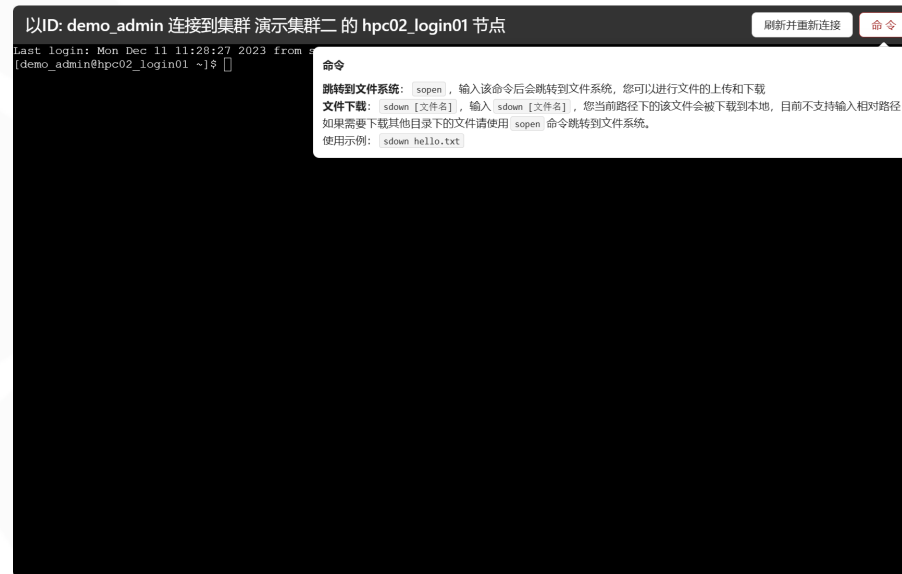 以ID: demo_admin 连接到集群 演示集群二 的 hpc02_login01 节点
刷新并重新连接
命 令
Last login: Mon Dec 11 11:28:27 2023 from
[demo_admin@hpc02_login01 ~]$
命令
跳转到文件系统： sopen ，输入该命令后会跳转到文件系统，您可以进行文件的上传和下载
文件下载： sdown [文件名] ，输入 sdown [文件名] ，您当前路径下的该文件会被下载到本地，目前不支持输入相对路径
如果需要下载其他目录下的文件请使用 sopen 命令跳转到文件系统。
使用示例： sdown hello.txt